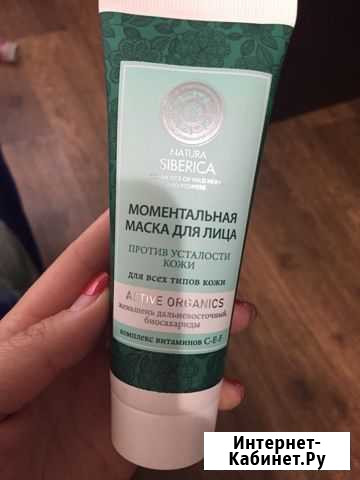 NATURA
SIBERICA
МОМЕНТАЛЬНАЯ
МАСКА ДЛЯ ЛИЦА
ПРОТИВ УСТАЛОСТИ
КОЖИ
для всех типов кожи
ACTIVE ORGANICS
женьшень дальневосточный,
биосахариды
комплекс витаминов C-E-F
Интернет-
Кабинет.Ру